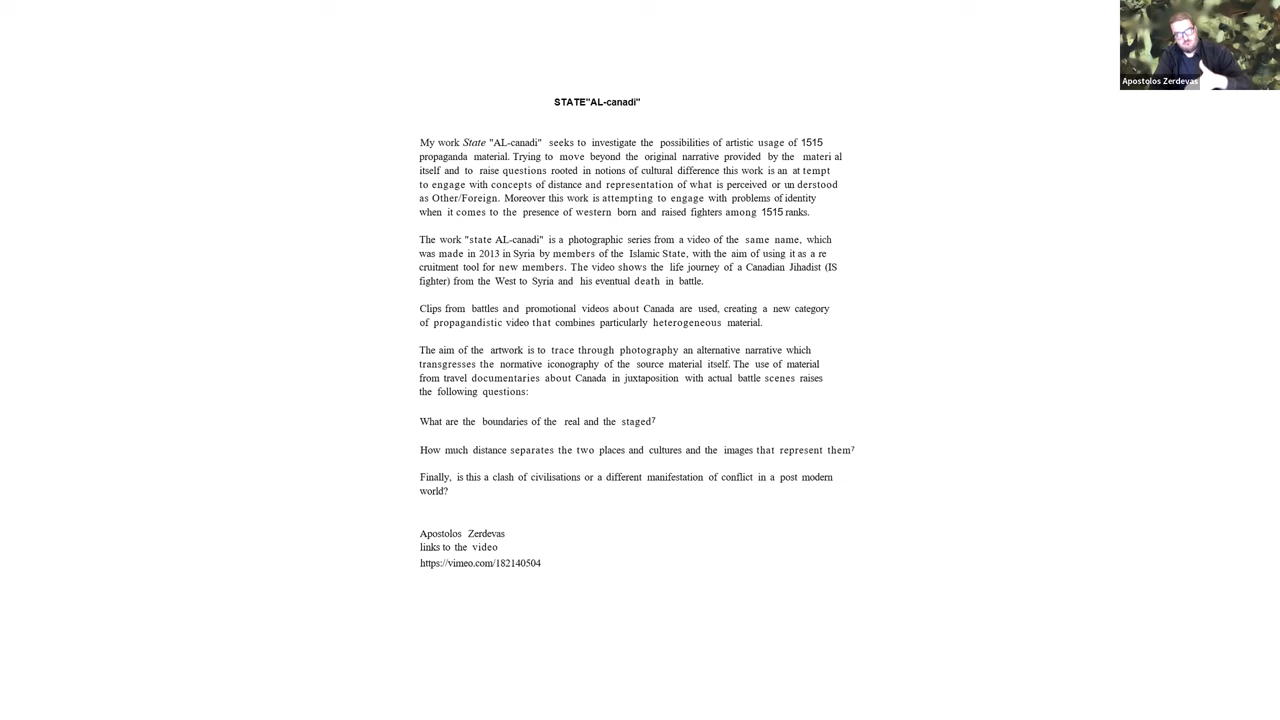 Apostolos Zerdevas
STATE"AL-canadi"
My work State "AL-canadi" seeks to investigate the possibilities of artistic usage of 1515
propaganda material. Trying to move beyond the original narrative provided by the materi al
itself and to raise questions rooted in notions of cultural difference this work is an at tempt
to engage with concepts of distance and representation of what is perceived or un derstood
as Other/Foreign. Moreover this work is attempting to engage with problems of identity
when it comes to the presence of western born and raised fighters among 1515 ranks.
The work "state AL-canadi" is a photographic series from a video of the same name, which
was made in 2013 in Syria by members of the Islamic State, with the aim of using it as a re
cruitment tool for new members. The video shows the life journey of a Canadian Jihadist (IS
fighter) from the West to Syria and his eventual death in battle.
Clips from battles and promotional videos about Canada are used, creating a new category
of propagandistic video that combines particularly heterogeneous material.
The aim of the artwork is to trace through photography an alternative narrative which
transgresses the normative iconography of the source material itself. The use of material
from travel documentaries about Canada in juxtaposition with actual battle scenes raises
the following questions:
What are the boundaries of the real and the staged?
How much distance separates the two places and cultures and the images that represent them?
Finally, is this a clash of civilisations or a different manifestation of conflict in a post modern
world?
Apostolos Zerdevas
links to the video
https://vimeo.com/182140504